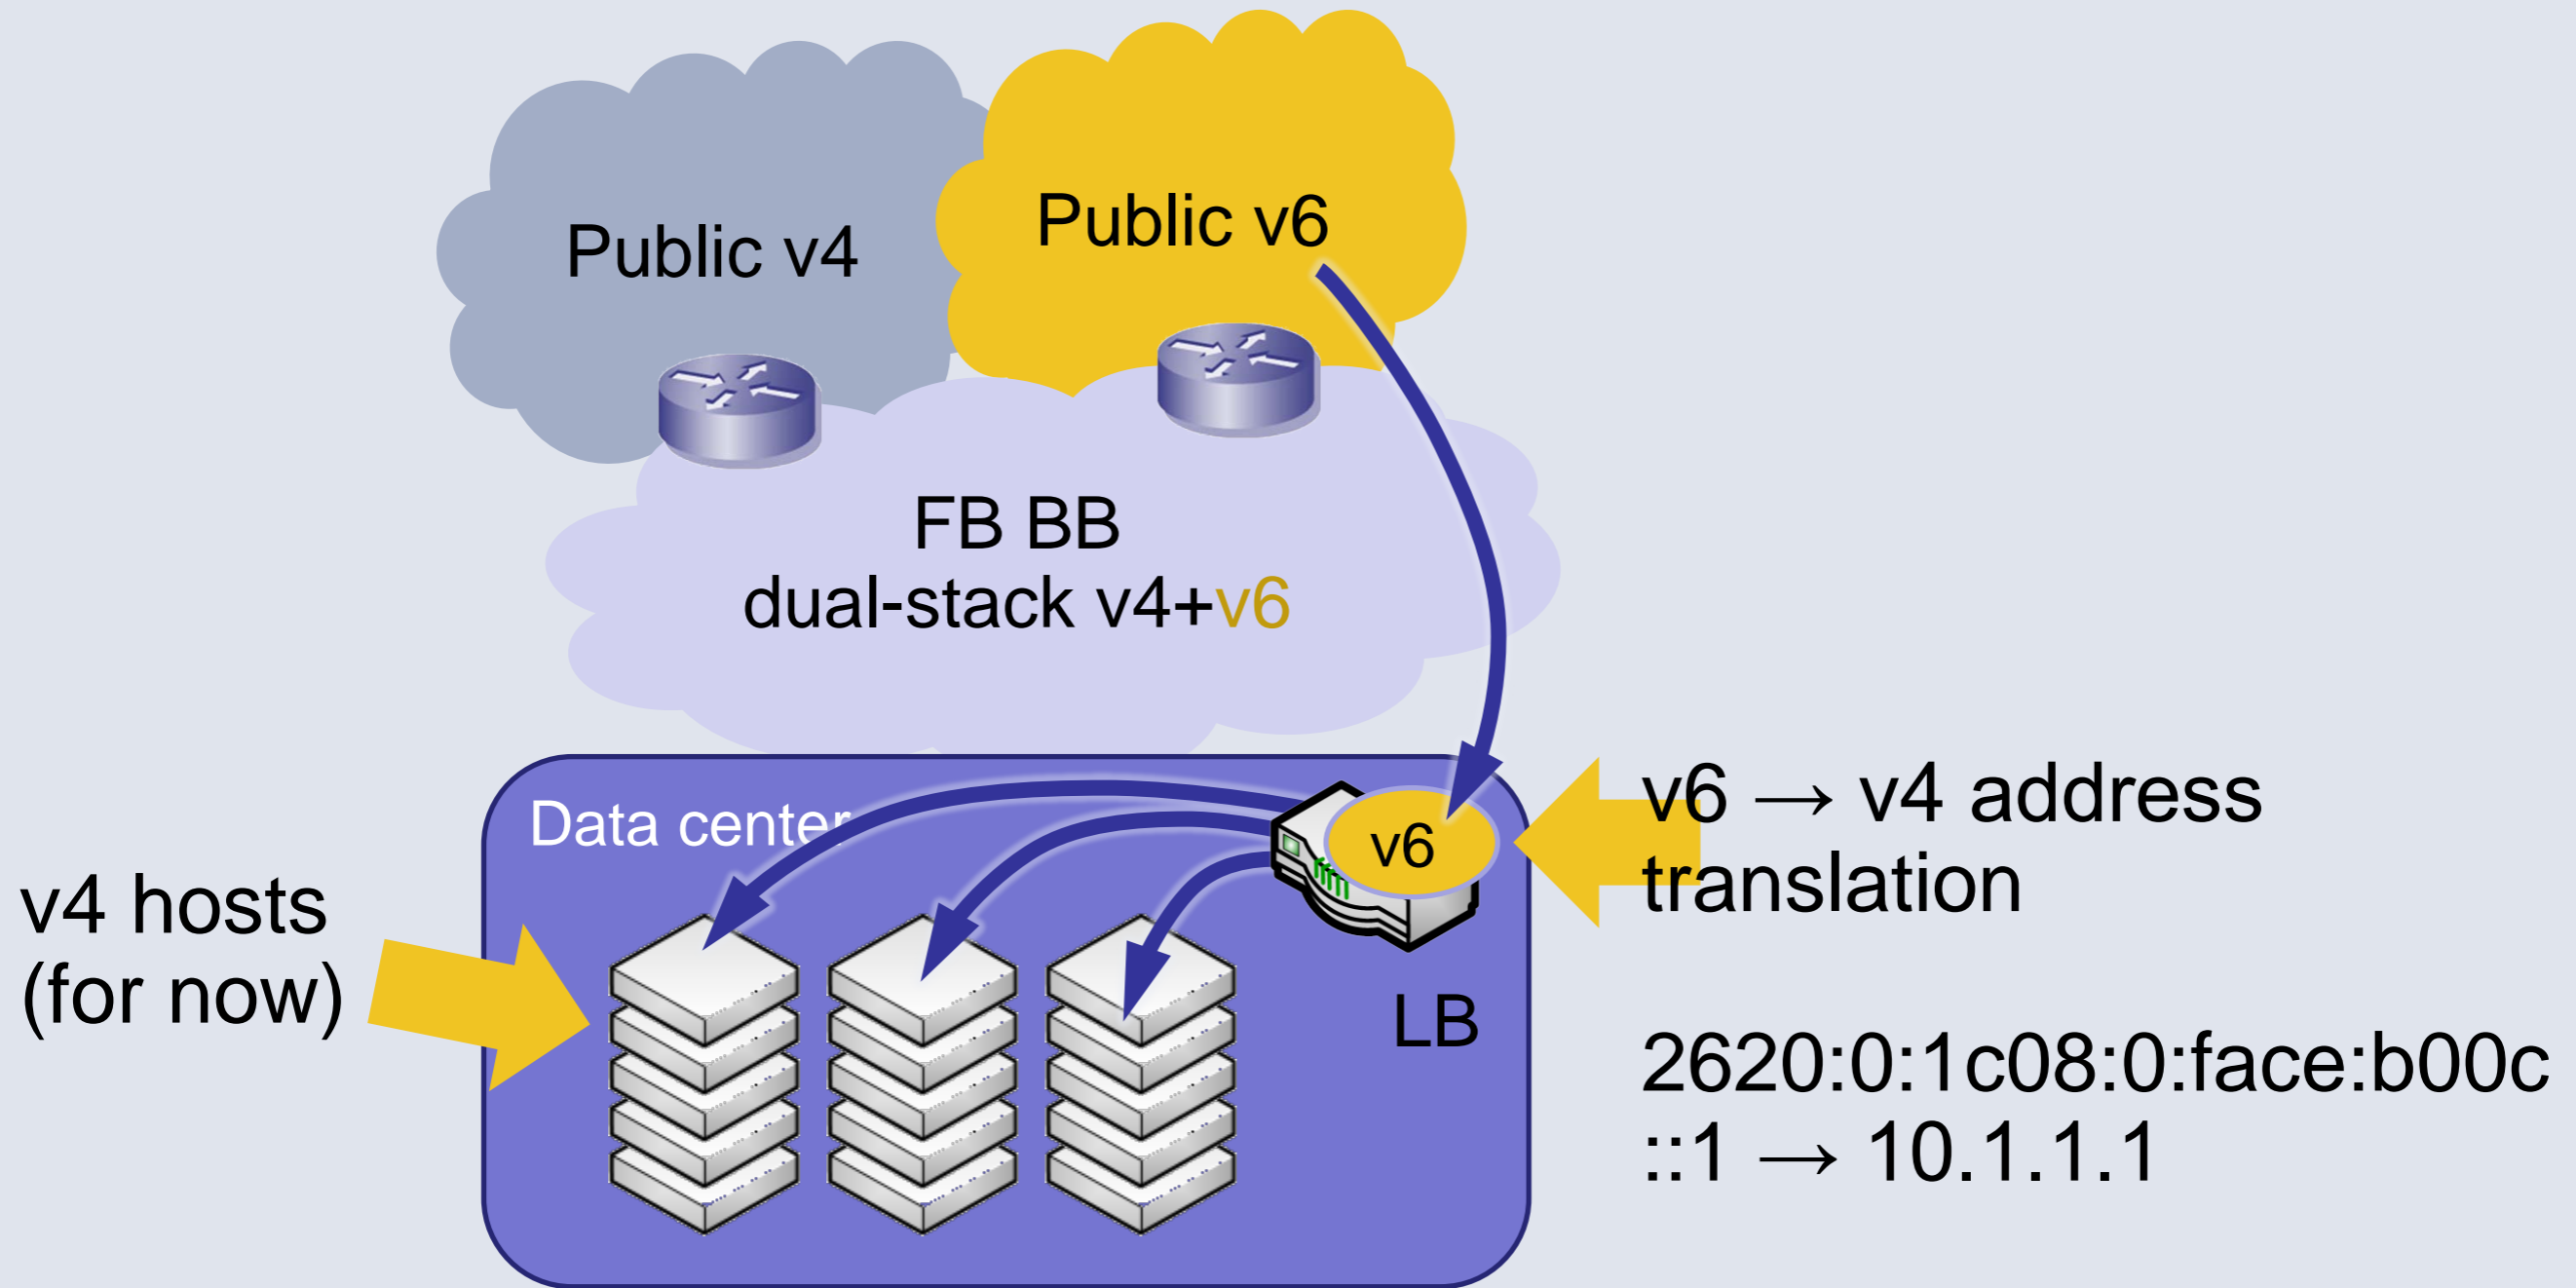 Public v4
Public v6
FB BB
dual-stack v4+v6
Data center
v6
LB
v4 hosts
(for now)
v6 → v4 address
translation
2620:0:1c08:0:face:b00c
::1 → 10.1.1.1